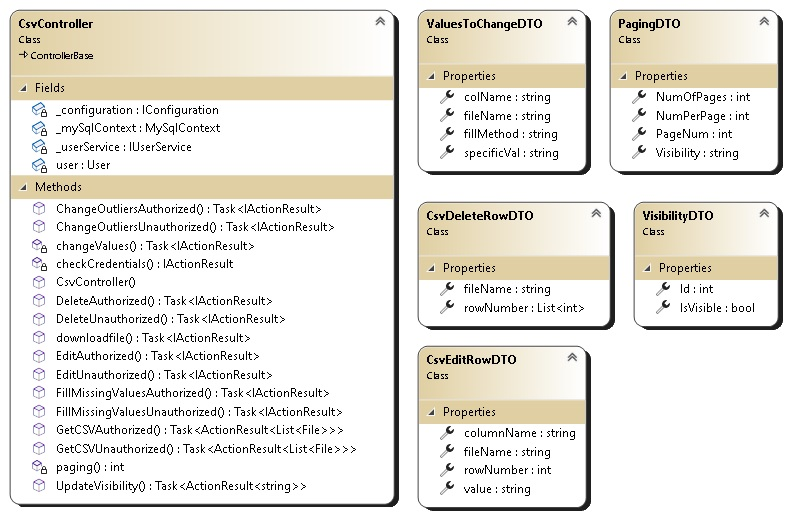 CsvController
Class
ControllerBase
Fields
_configuration : IConfiguration
_mySqlContext : MySqlContext
_userService : IUserService
user : User
Methods
ChangeOutliersAuthorized() : Task<IActionResult>
ChangeOutliersUnauthorized() : Task<IActionResult>
changeValues() : Task<IActionResult>
checkCredentials() : IActionResult
CsvController()
DeleteAuthorized() : Task<IActionResult>
DeleteUnauthorized() : Task<IActionResult>
downloadfile() : Task<IActionResult>
EditAuthorized() : Task<IActionResult>
EditUnauthorized() : Task<IActionResult>
FillMissingValuesAuthorized() : Task<IActionResult>
FillMissingValuesUnauthorized() : Task<IActionResult>
GetCSVAuthorized() : Task<ActionResult<List<File>>>
GetCSVUnauthorized() : Task<ActionResult<List<File>>>
paging() : int
UpdateVisibility() : Task<ActionResult<string>>
ValuesToChangeDTO
Class
Properties
colName : string
fileName : string
fillMethod : string
specificVal : string
PagingDTO
Class
Properties
NumOfPages : int
NumPerPage : int
PageNum : int
Visibility : string
CsvDeleteRowDTO
Class
Properties
fileName : string
rowNumber : List<int>
VisibilityDTO
Class
Properties
Id : int
IsVisible : bool
CsvEditRowDTO
Class
Properties
columnName : string
fileName : string
rowNumber : int
value : string